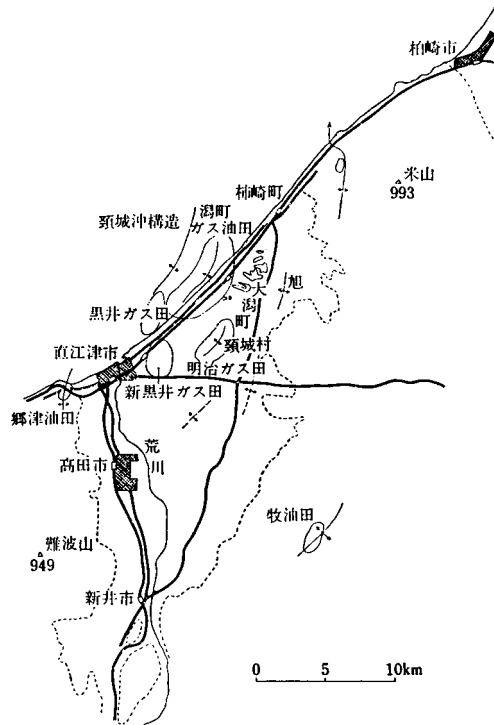 柏崎市
米山
993
柿崎町
潟町
ガス油田
頚城沖構造
旭
大
潟
町
黒井ガス田
頚城村
直江津市
明治ガス田
新黒井ガス田
郷津油田
荒
川
高田市
牧油田
難波山
949
新井市
0 5 10km